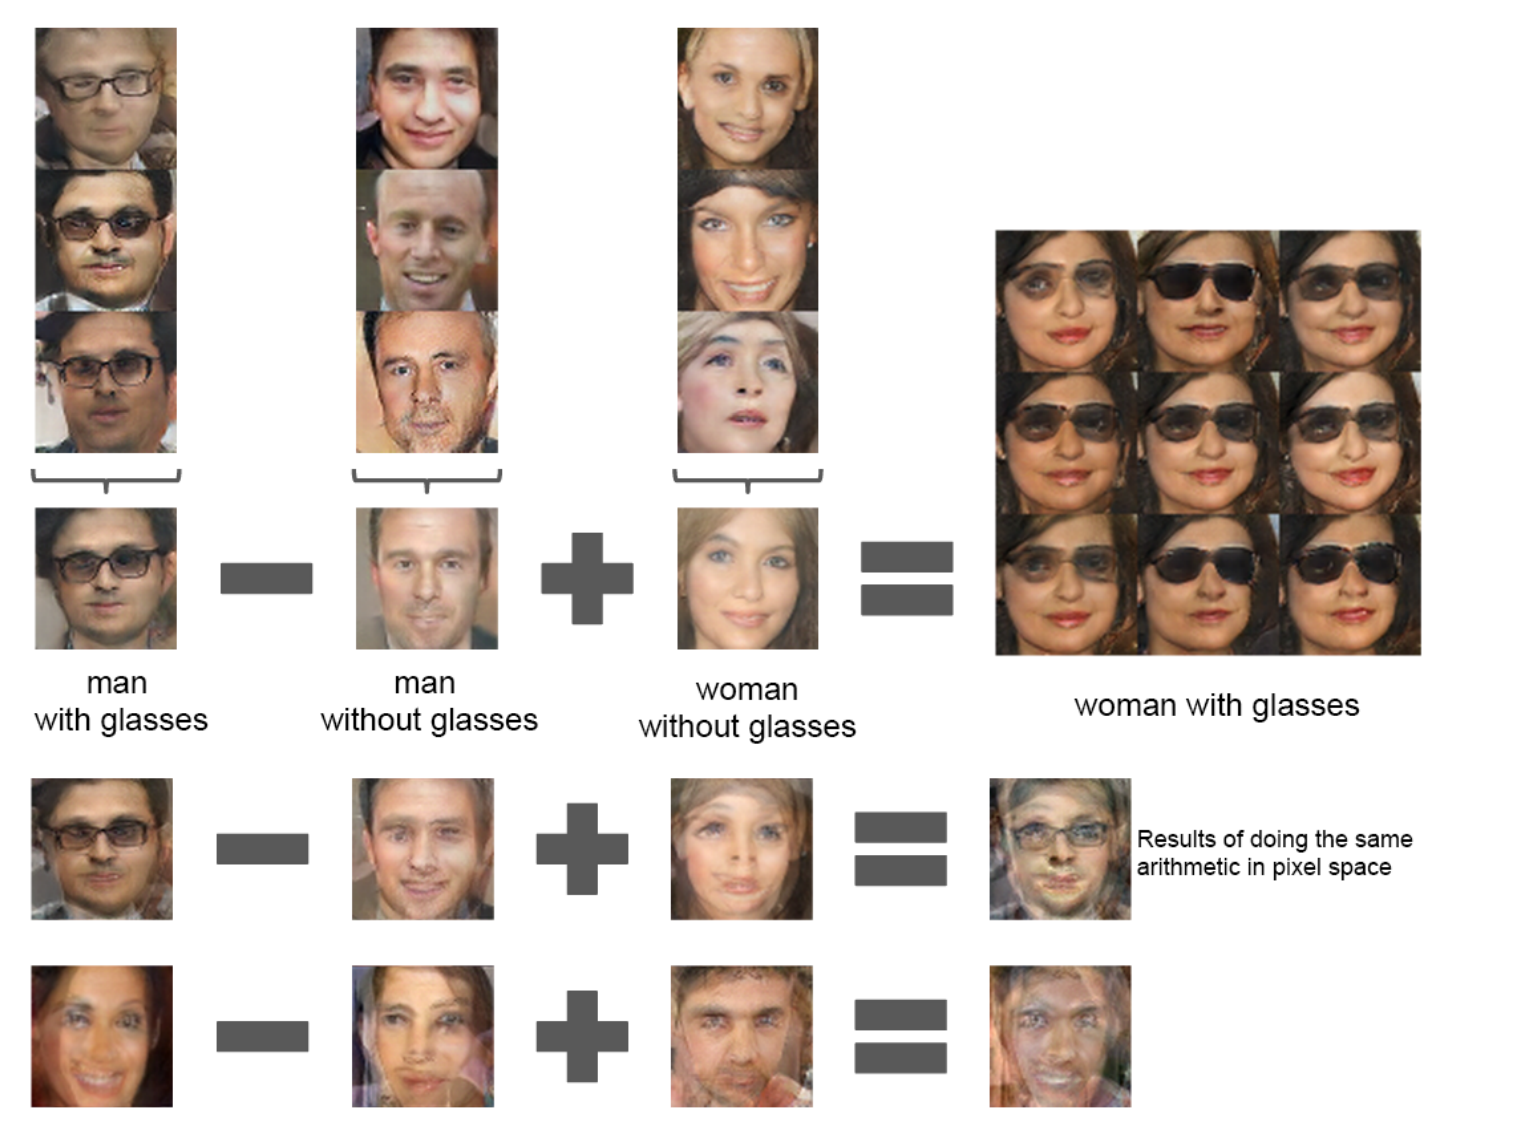 man
with glasses
man
without glasses
woman
without glasses
woman with glasses
Results of doing the same
arithmetic in pixel space